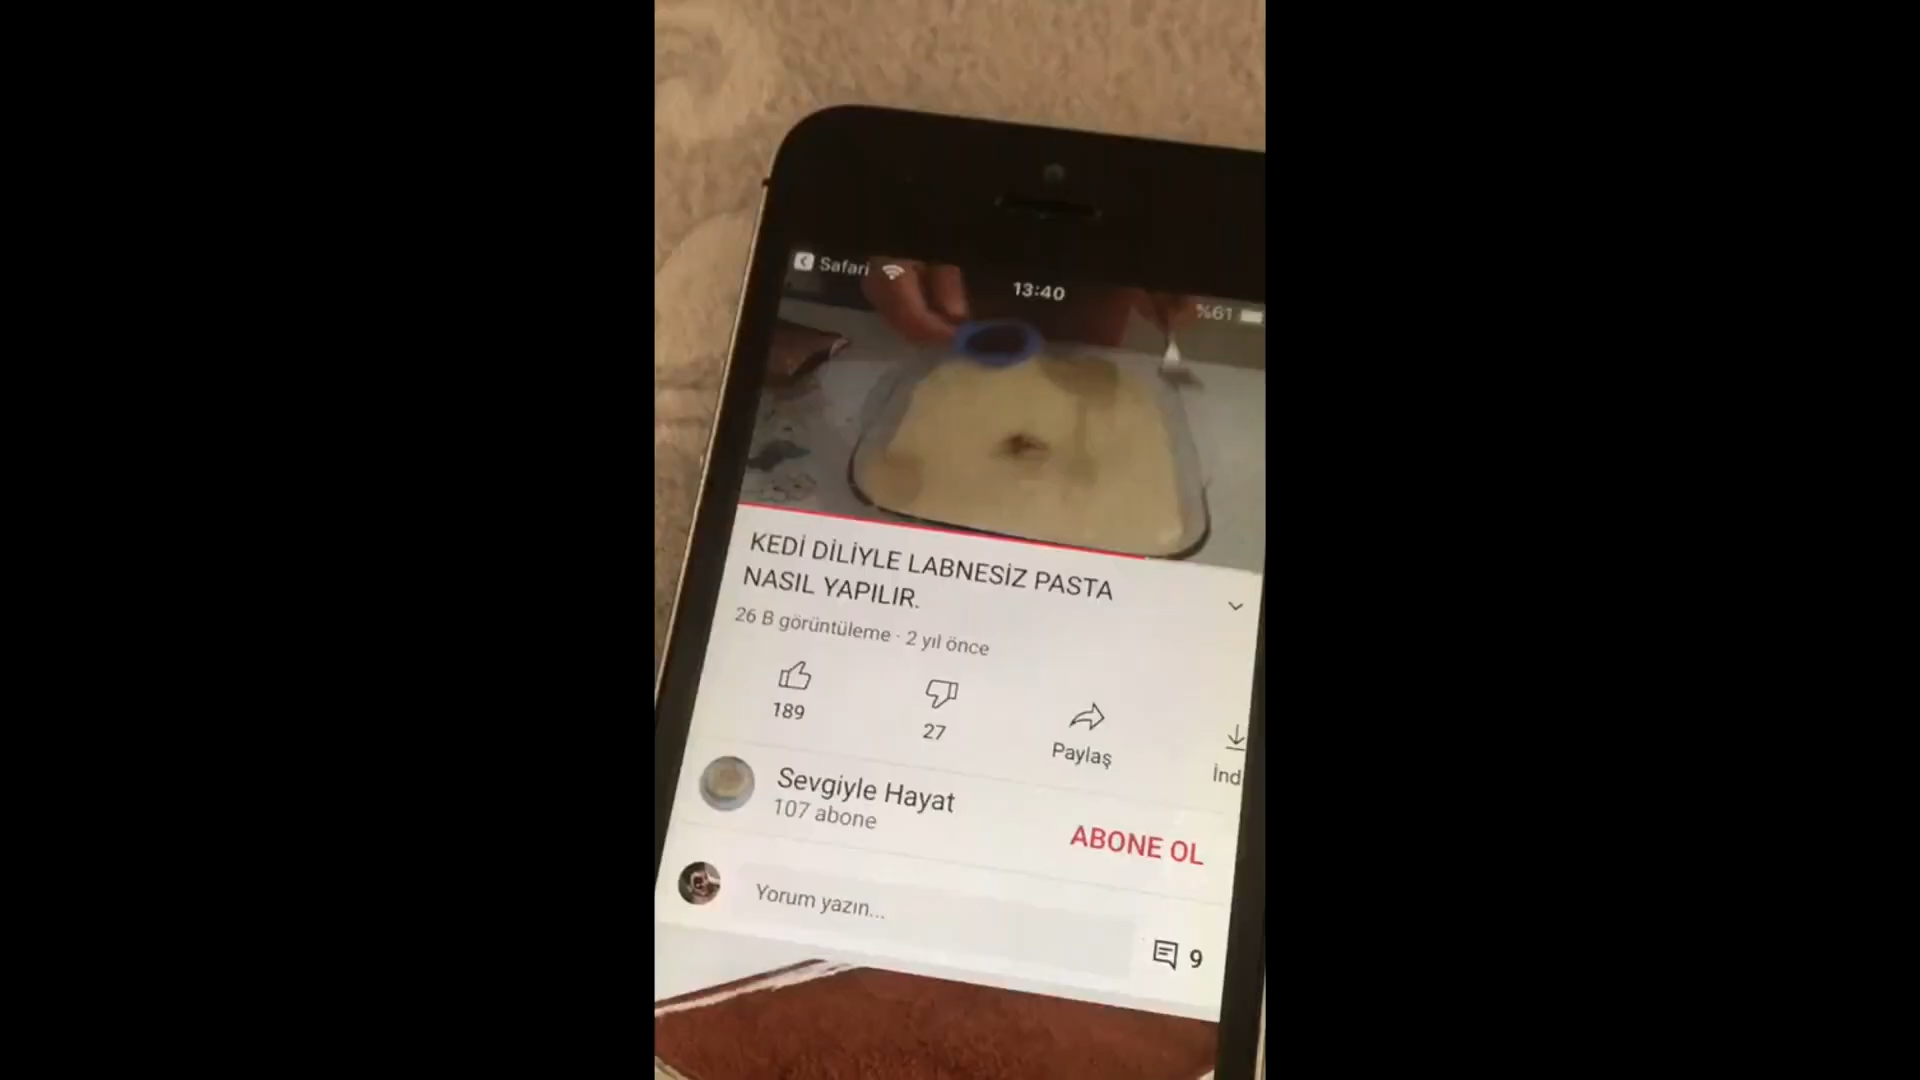 Safari
13:40
%61
KEDİ DİLİYLE LABNESİZ PASTA
NASIL YAPILIR.
26 B görüntüleme · 2 yıl önce
189
27
Paylaş
İnd
Sevgiyle Hayat
107 abone
ABONE OL
Yorum yazın...
9